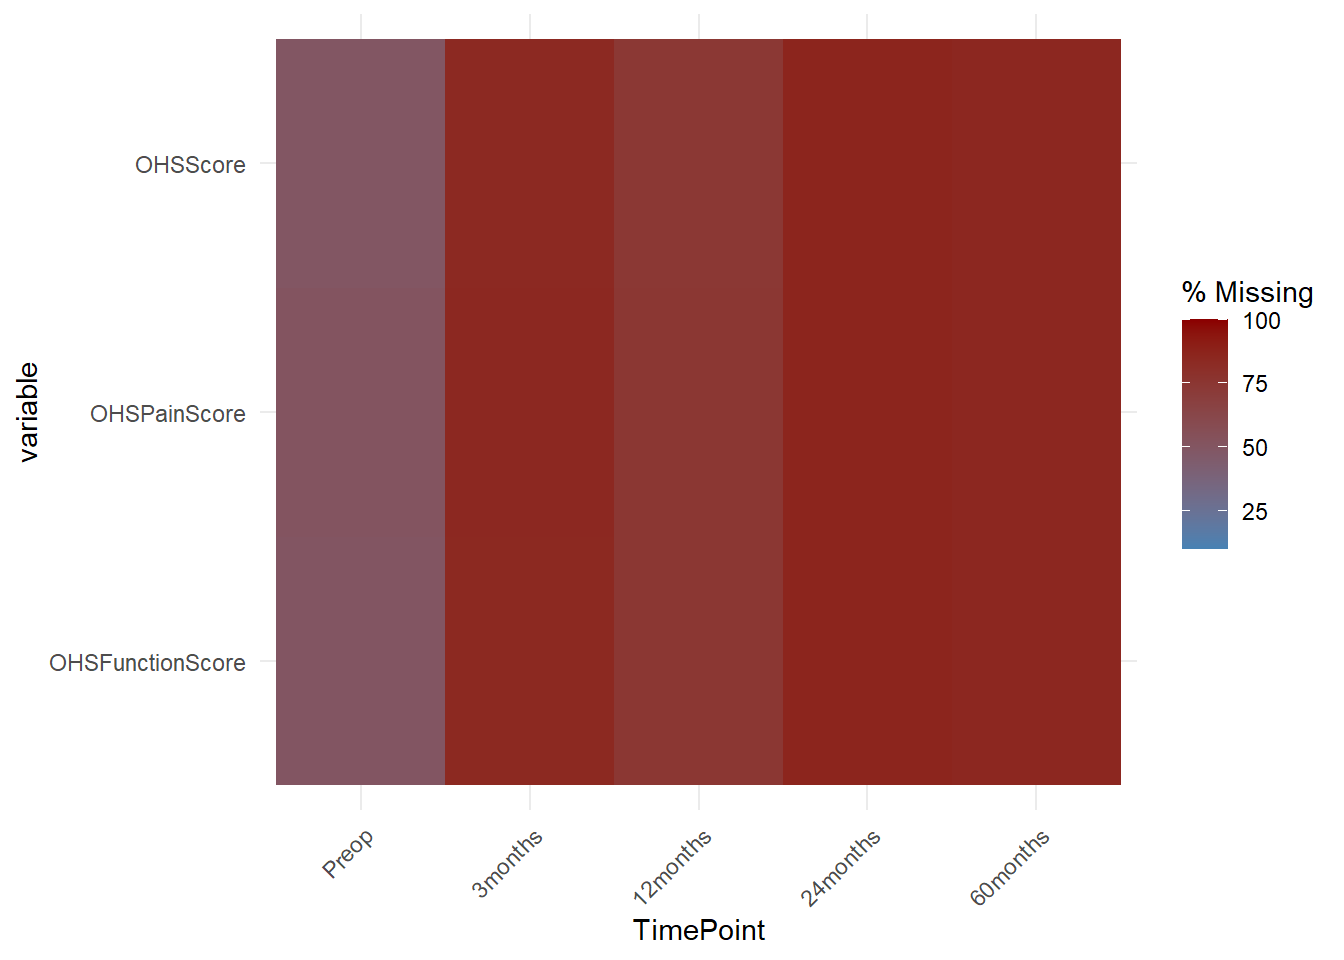 OHSScore
OHSPainScore
OHSFunctionScore
variable
Preop
3months
12months
24months
60months
TimePoint
% Missing
100
75
50
25